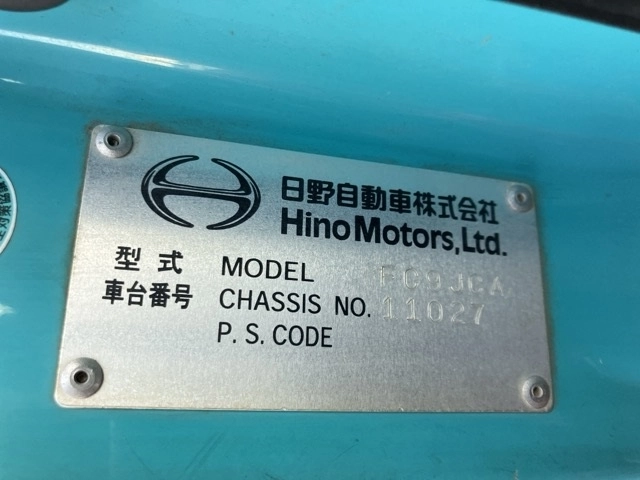 日野自動車株式会社
Hino Motors, Ltd.
型式 MODEL FC9JCA
車台番号 CHASSIS NO. 11027
P. S. CODE